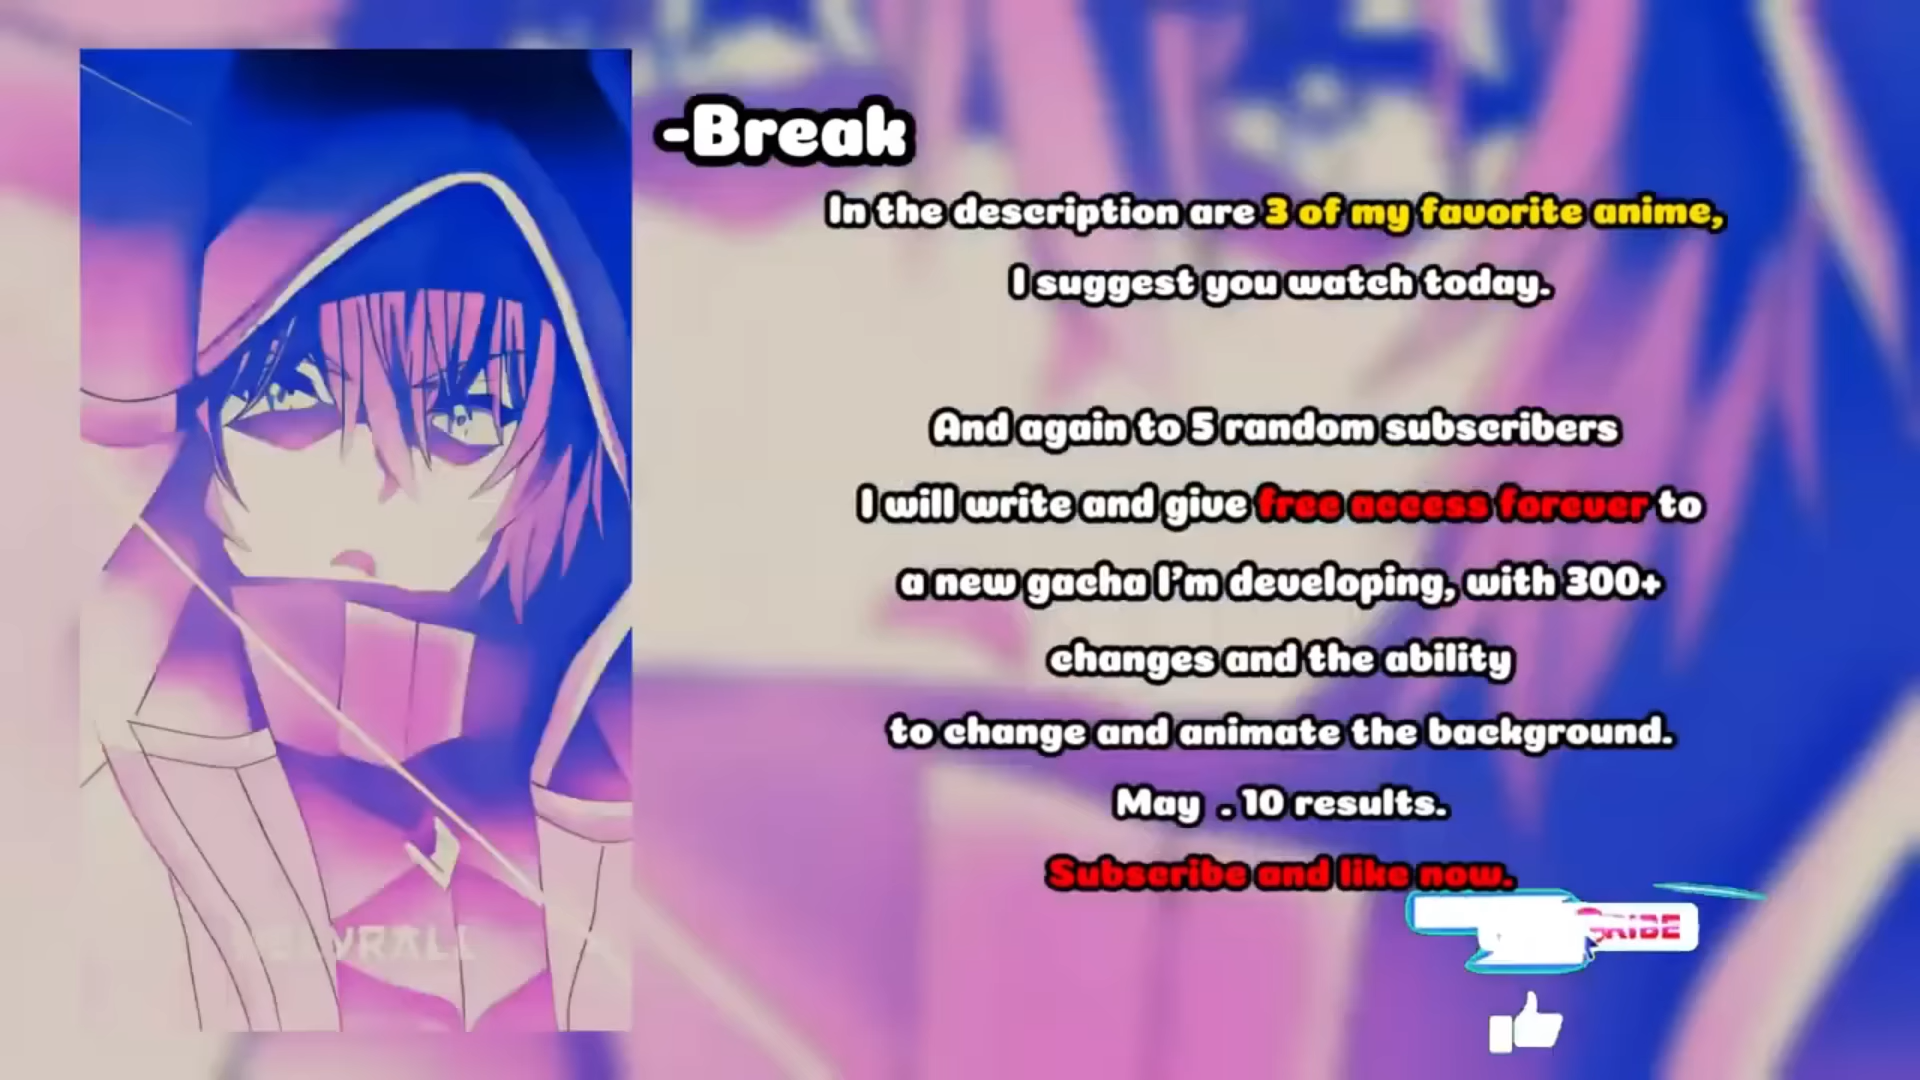 -Break
In the description are 3 of my favorite anime,
I suggest you watch today.
And again to 5 random subscribers
I will write and give free access forever to
a new gacha I'm developing, with 300+
changes and the ability
to change and animate the background.
May . 10 results.
Subscribe and like now.